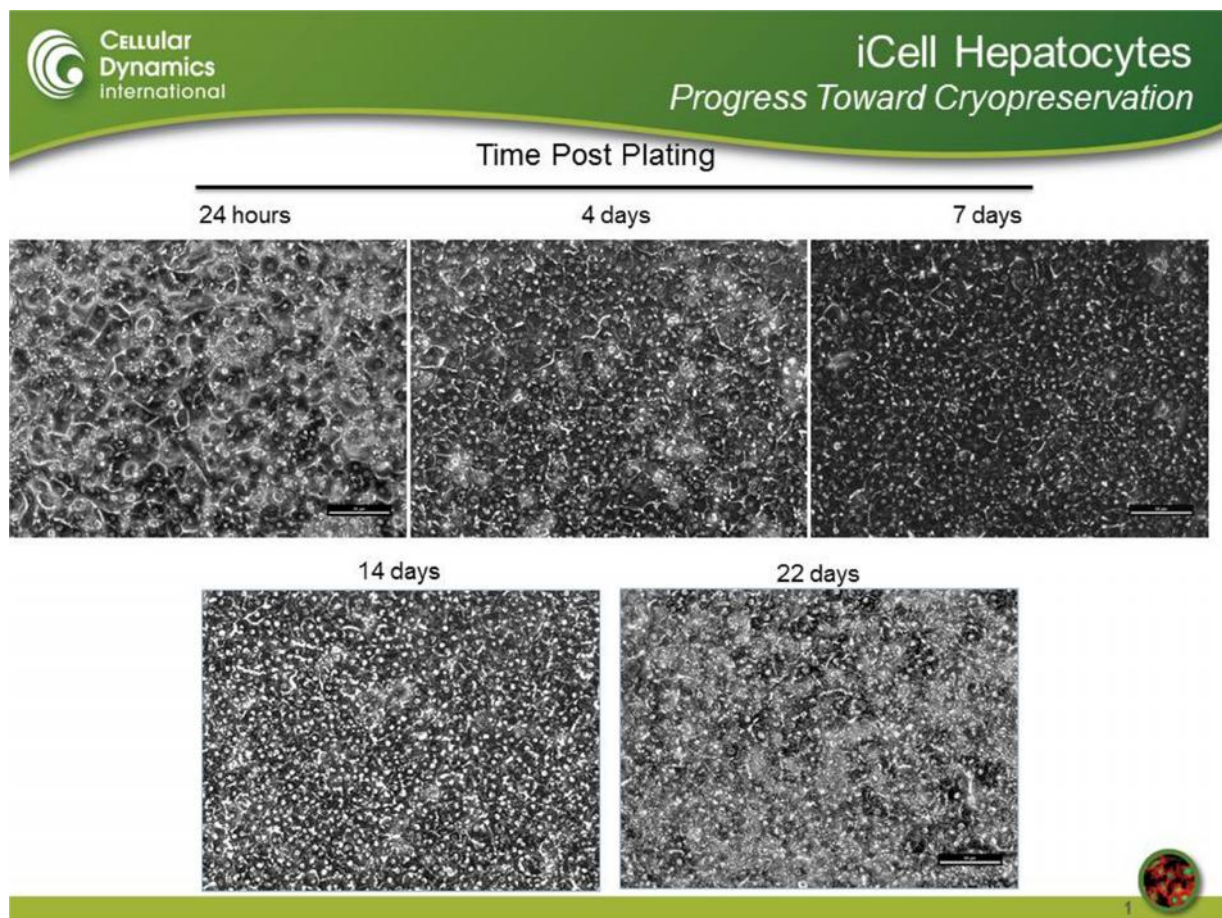 CELLular
Dynamics
international
iCell Hepatocytes
Progress Toward Cryopreservation
Time Post Plating
24 hours
4 days
7 days
14 days
22 days
1